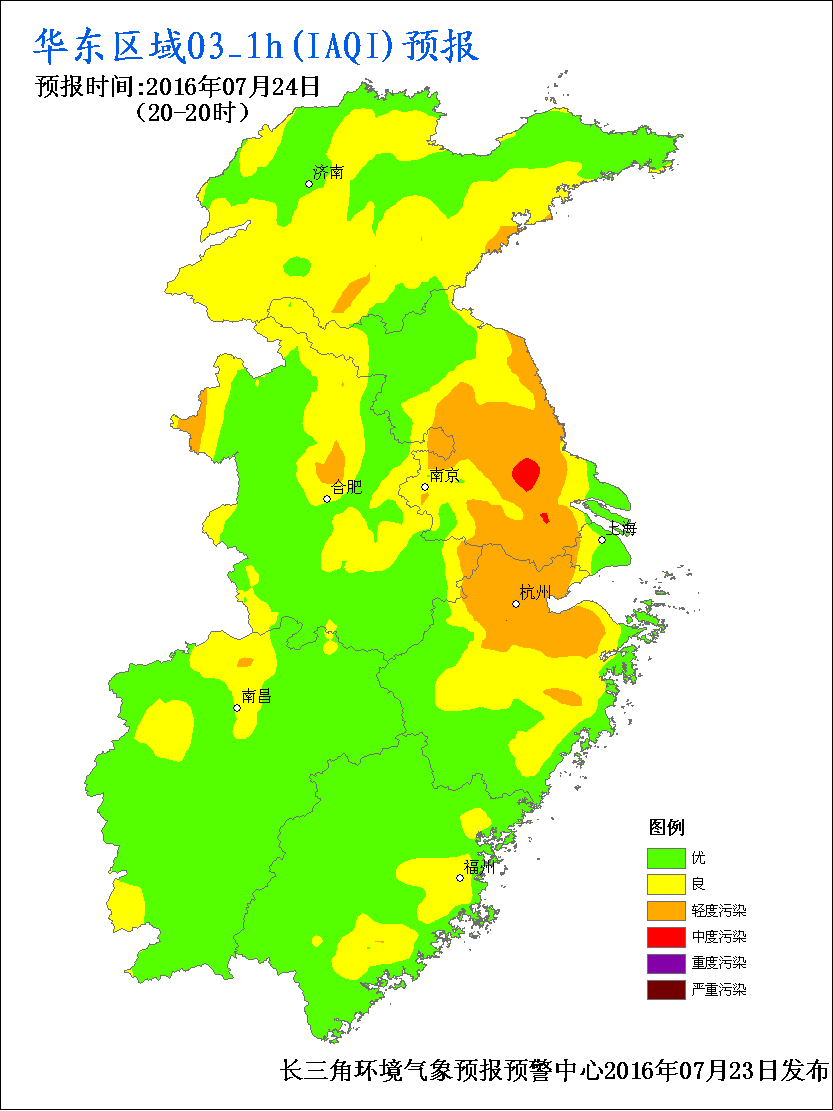 华东区域O3_1h(IAQI)预报
预报时间:2016年07月24日
(20-20时)
济南
南京
合肥
上海
杭州
南昌
福州
图例
优
良
轻度污染
中度污染
重度污染
严重污染
长三角环境气象预报预警中心2016年07月23日发布